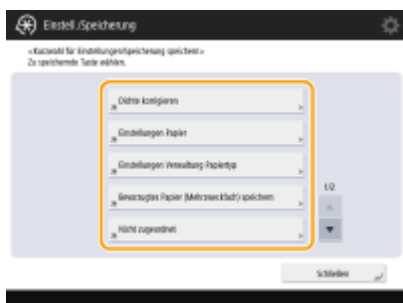 Einstell./Speicherung
<Kurzwahl für Einstellungen/Speicherung speichern>
Zu speichernde Taste wählen.
Dichte korrigieren
Einstellungen Papier
Einstellungen Verwaltung Papiertyp
Bevorzugtes Papier (Mehrzweckfach) speichern
Nicht zugeordnet
1/2
Schließen